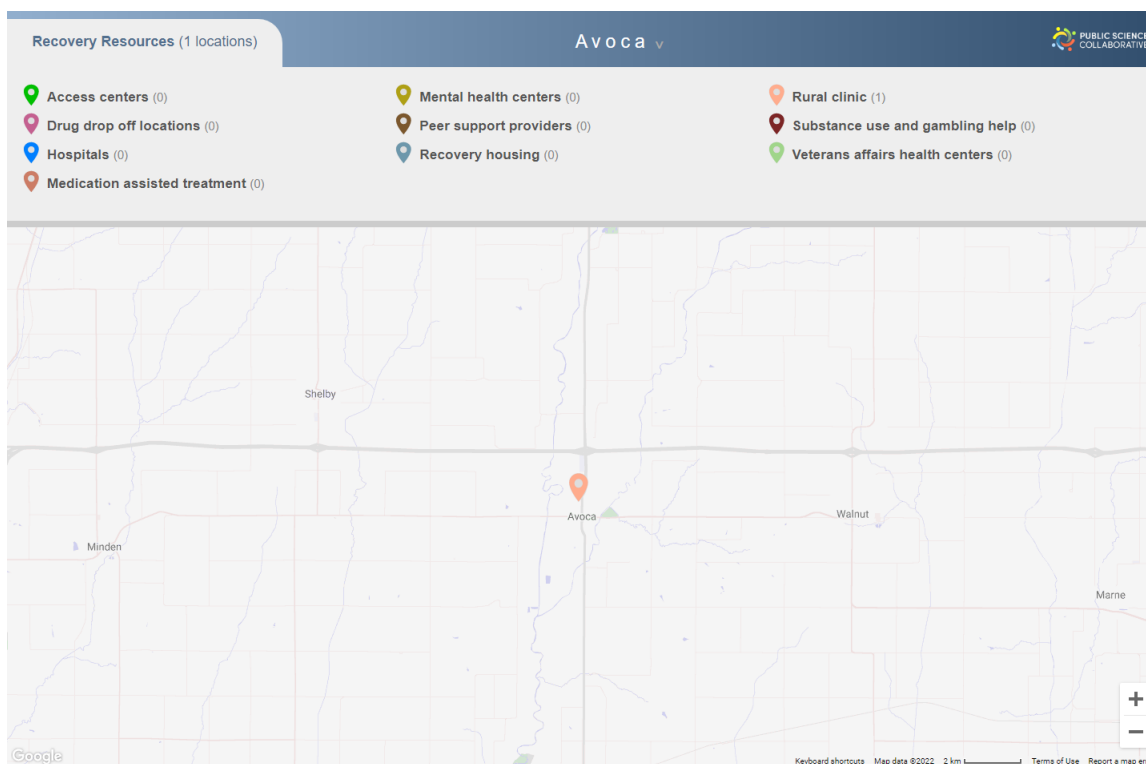 Recovery Resources (1 locations)
Avoca v
PUBLIC SCIENCE
COLLABORATIVE
Access centers (0)
Mental health centers (0)
Rural clinic (1)
Drug drop off locations (0)
Peer support providers (0)
Substance use and gambling help (0)
Hospitals (0)
Recovery housing (0)
Veterans affairs health centers (0)
Medication assisted treatment (0)
Shelby
Avoca
Walnut
Minden
Marne
Google
Keyboard shortcuts Map data ©2022 2 km Terms of Use Report a map er